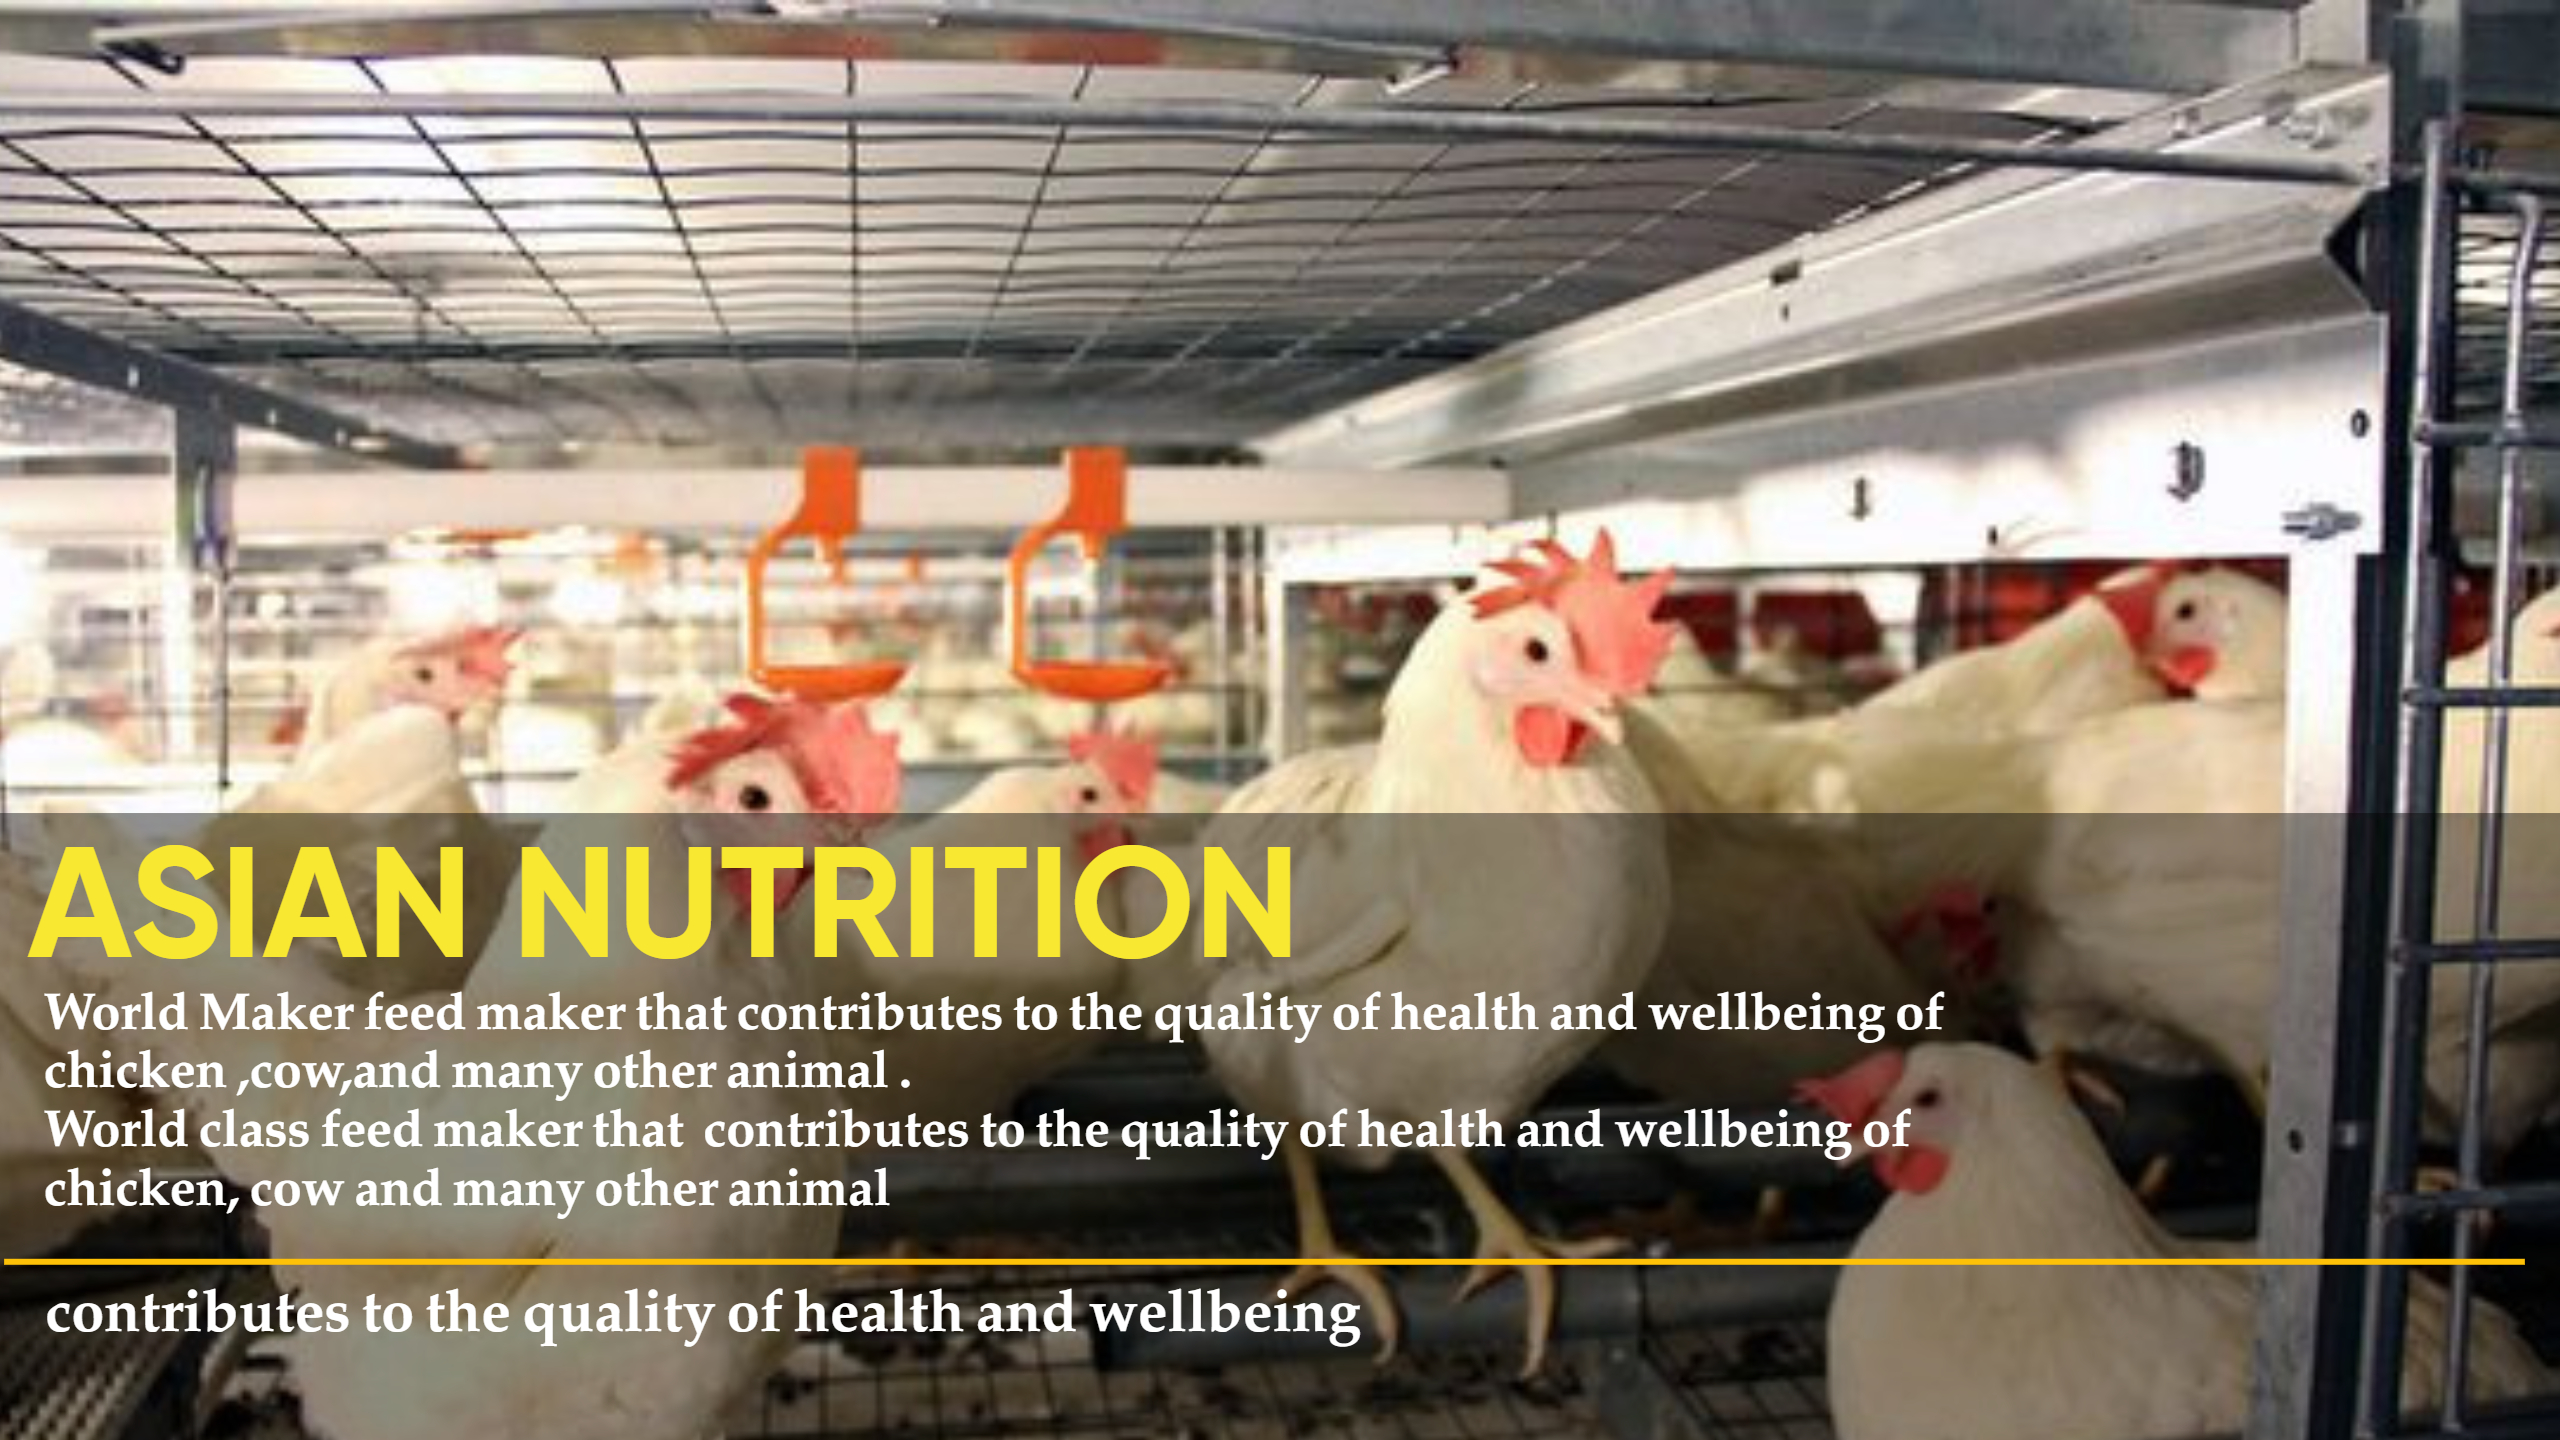 ASIAN NUTRITION
World Maker feed maker that contributes to the quality of health and wellbeing of
chicken ,cow,and many other animal .
World class feed maker that  contributes to the quality of health and wellbeing of
chicken, cow and many other animal
contributes to the quality of health and wellbeing